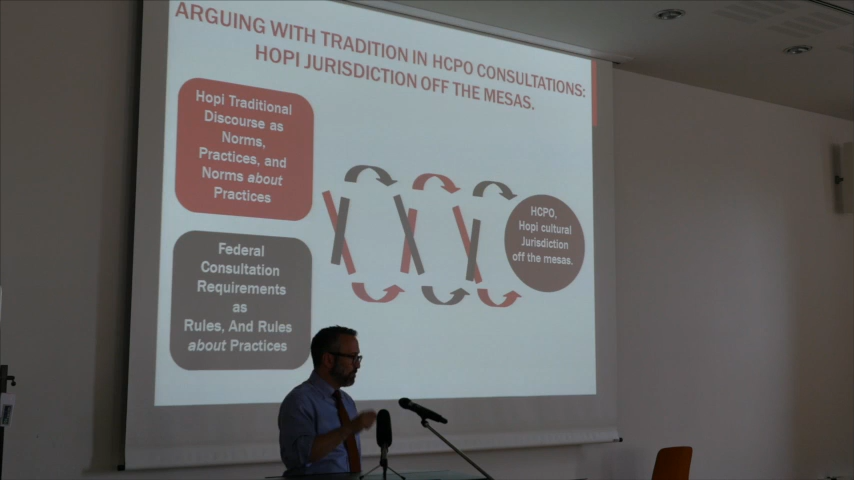 ARGUING WITH TRADITION IN HCPO CONSULTATIONS:
HOPI JURISDICTION OFF THE MESAS.
Hopi Traditional
Discourse as
Norms,
Practices, and
Norms about
Practices
Federal
Consultation
Requirements
as
Rules, And Rules
about Practices
HCPO,
Hopi cultural
Jurisdiction
off the mesas.